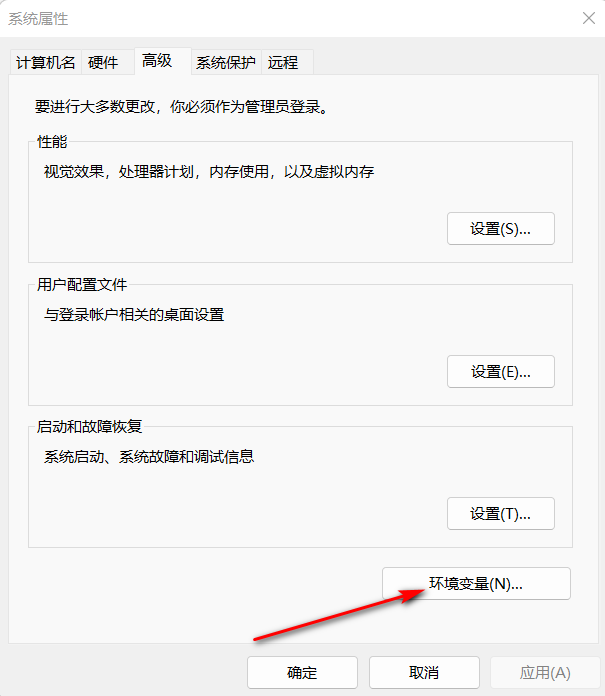 系统属性
计算机名 硬件 高级 系统保护 远程
要进行大多数更改，你必须作为管理员登录。
性能
视觉效果，处理器计划，内存使用，以及虚拟内存
设置(S)...
用户配置文件
与登录帐户相关的桌面设置
设置(E)...
启动和故障恢复
系统启动、系统故障和调试信息
设置(T)...
环境变量(N)...
确定 取消 应用(A)